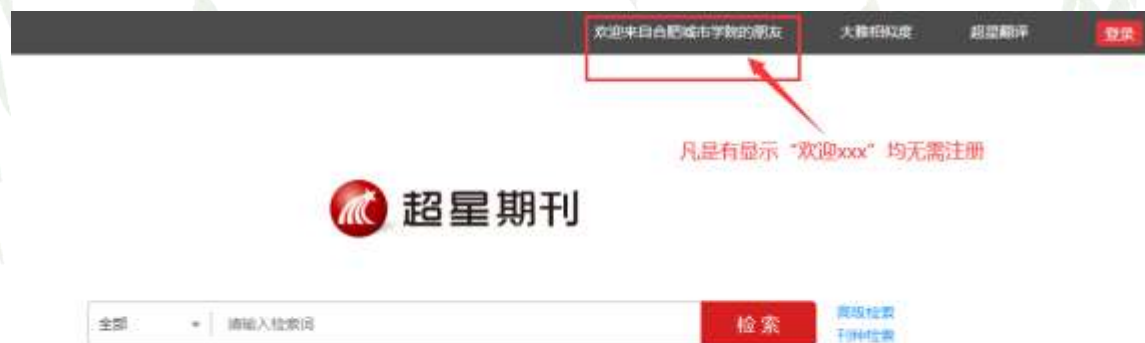 欢迎来自合肥城市学院的朋友 大雅相似度 超星翻译 登录
凡是有显示“欢迎xxx”均无需注册
超星期刊
全部 请输入检索词 检索 高级检索
刊种检索